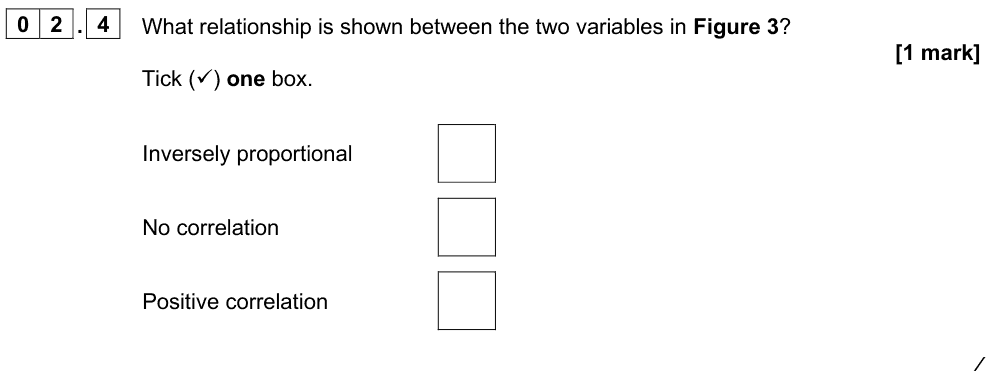 0 2 . 4 What relationship is shown between the two variables in Figure 3?
[1 mark]
Tick (✓) one box.
Inversely proportional
No correlation
Positive correlation